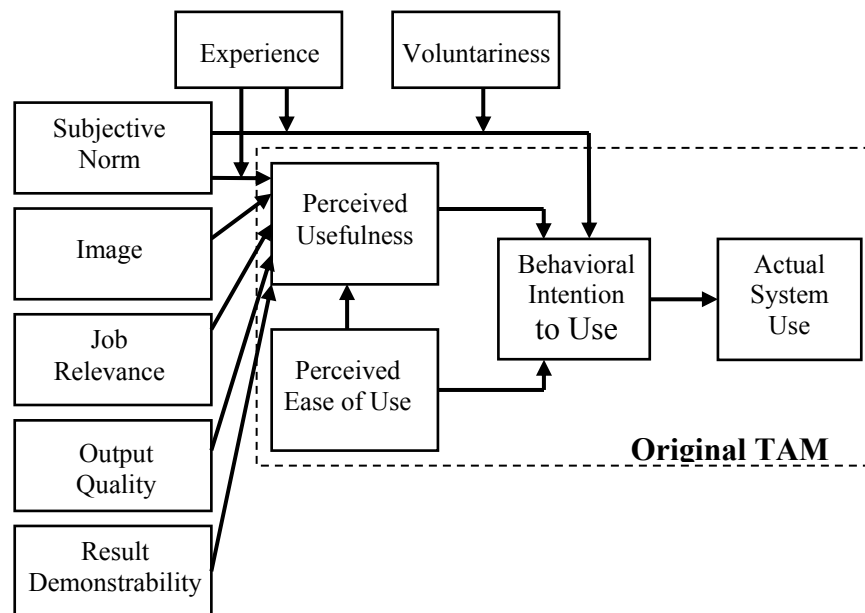 Experience
Voluntariness
Subjective
Norm
Image
Job
Relevance
Output
Quality
Result
Demonstrability
Perceived
Usefulness
Perceived
Ease of Use
Behavioral
Intention
to Use
Actual
System
Use
Original TAM